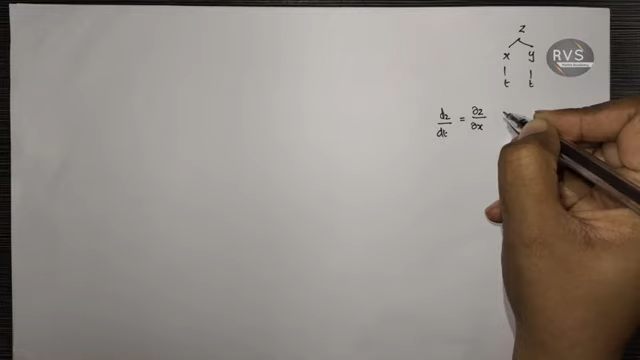 z
x y
t t
dz/dt = ∂z/∂x
RVS